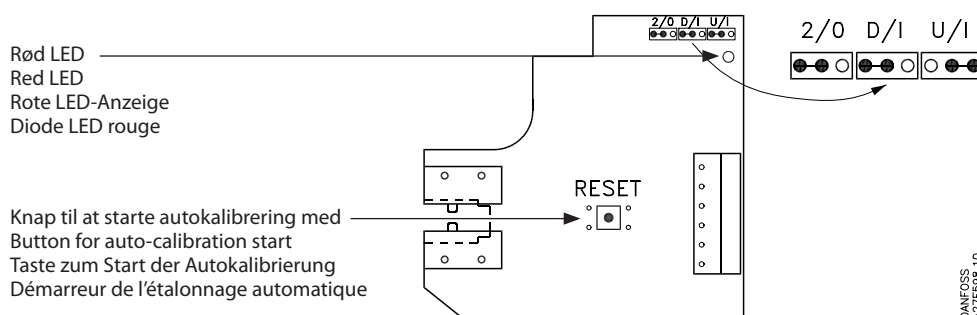 2/0 D/I U/I
2/0 D/I U/I
Rød LED
Red LED
Rote LED-Anzeige
Diode LED rouge
RESET
Knap til at starte autokalibrering med
Button for auto-calibration start
Taste zum Start der Autokalibrierung
Démarreur de l'étalonnage automatique
DANFOSS